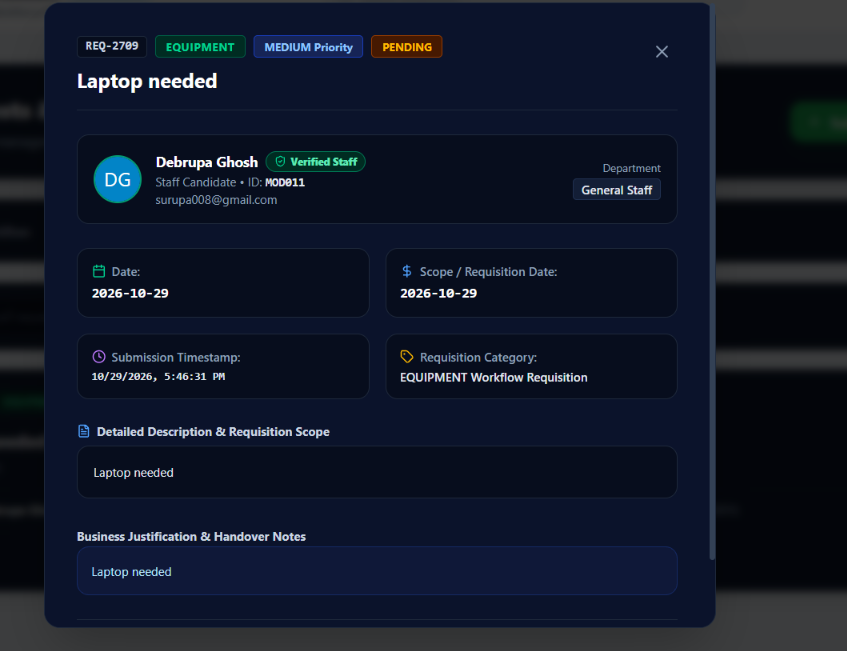 REQ-2709 EQUIPMENT MEDIUM Priority PENDING
Laptop needed
DG
Debrupa Ghosh Verified Staff
Staff Candidate • ID: MOD011
surupa008@gmail.com
Department
General Staff
Date:
2026-10-29
$ Scope / Requisition Date:
2026-10-29
Submission Timestamp:
10/29/2026, 5:46:31 PM
Requisition Category:
EQUIPMENT Workflow Requisition
Detailed Description & Requisition Scope
Laptop needed
Business Justification & Handover Notes
Laptop needed